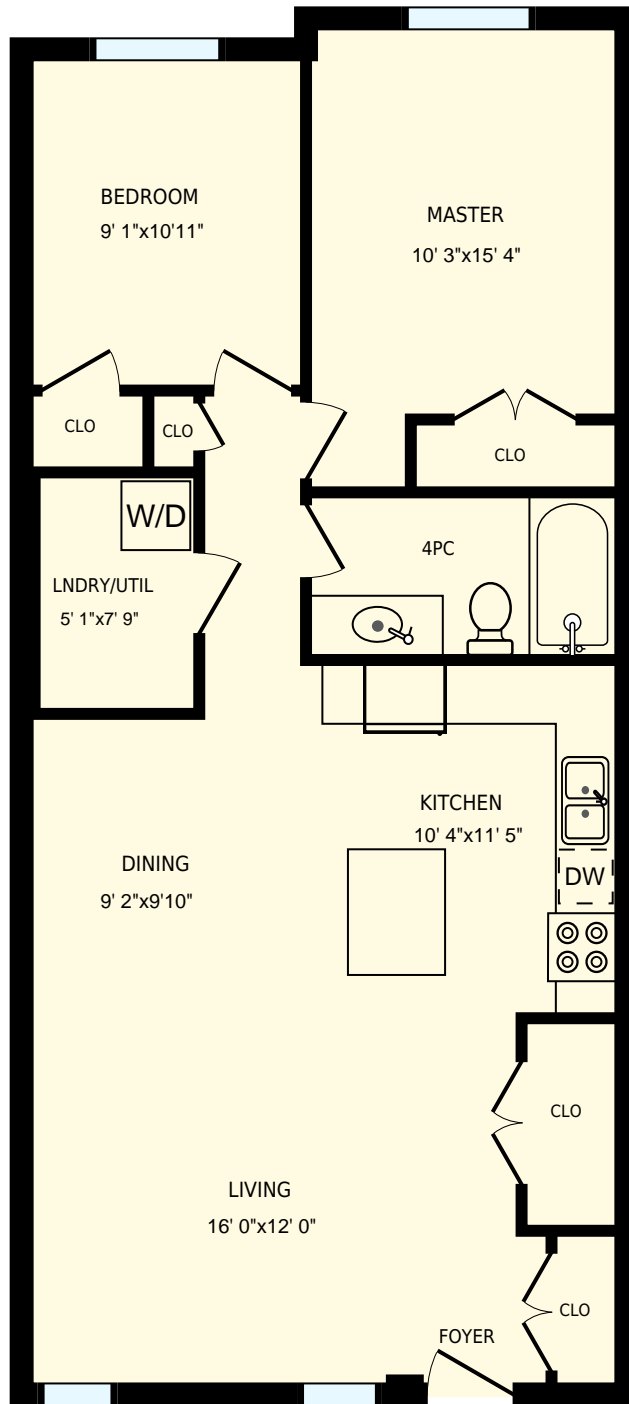 BEDROOM
9' 1"x10'11"
MASTER
10' 3"x15' 4"
CLO
CLO
CLO
W/D
4PC
LNDRY/UTIL
5' 1"x7' 9"
KITCHEN
10' 4"x11' 5"
DINING
9' 2"x9'10"
DW
CLO
LIVING
16' 0"x12' 0"
CLO
FOYER